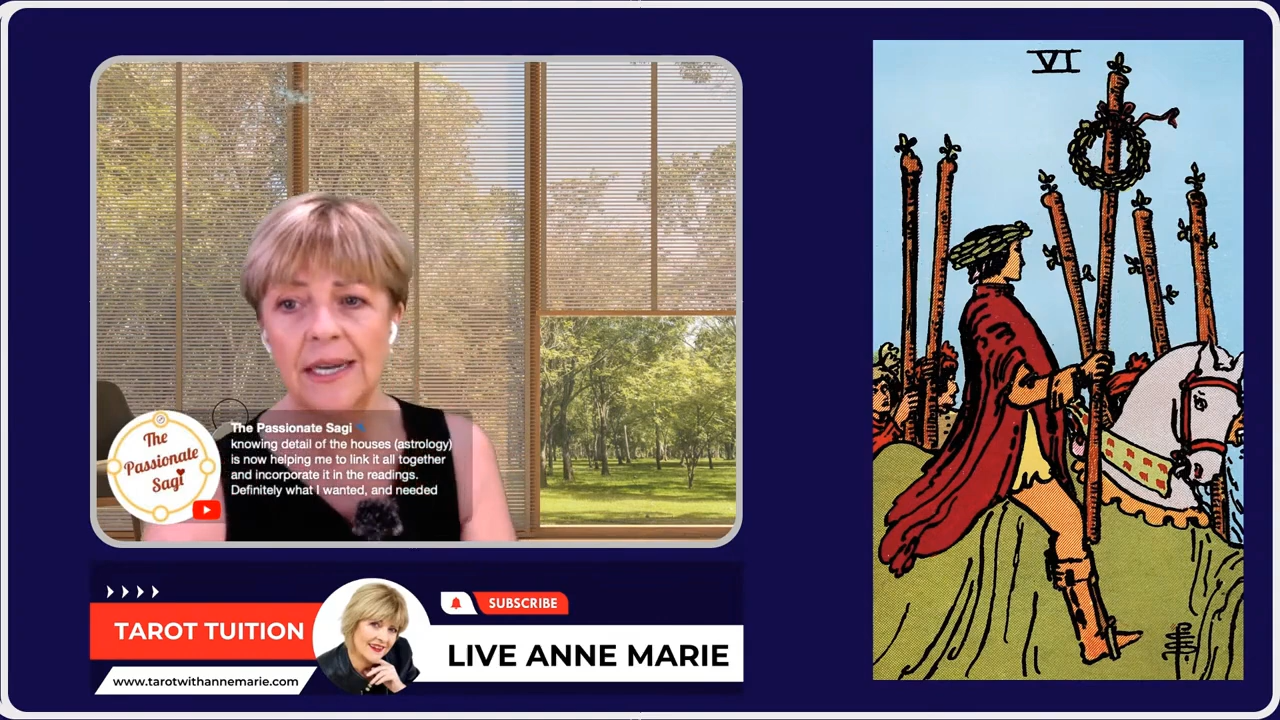 VI
The Passionate Sagi
knowing detail of the houses (astrology)
is now helping me to link it all together
and incorporate it in the readings.
Definitely what I wanted, and needed
The
Passionate
Sagi
SUBSCRIBE
TAROT TUITION
LIVE ANNE MARIE
www.tarotwithannemarie.com